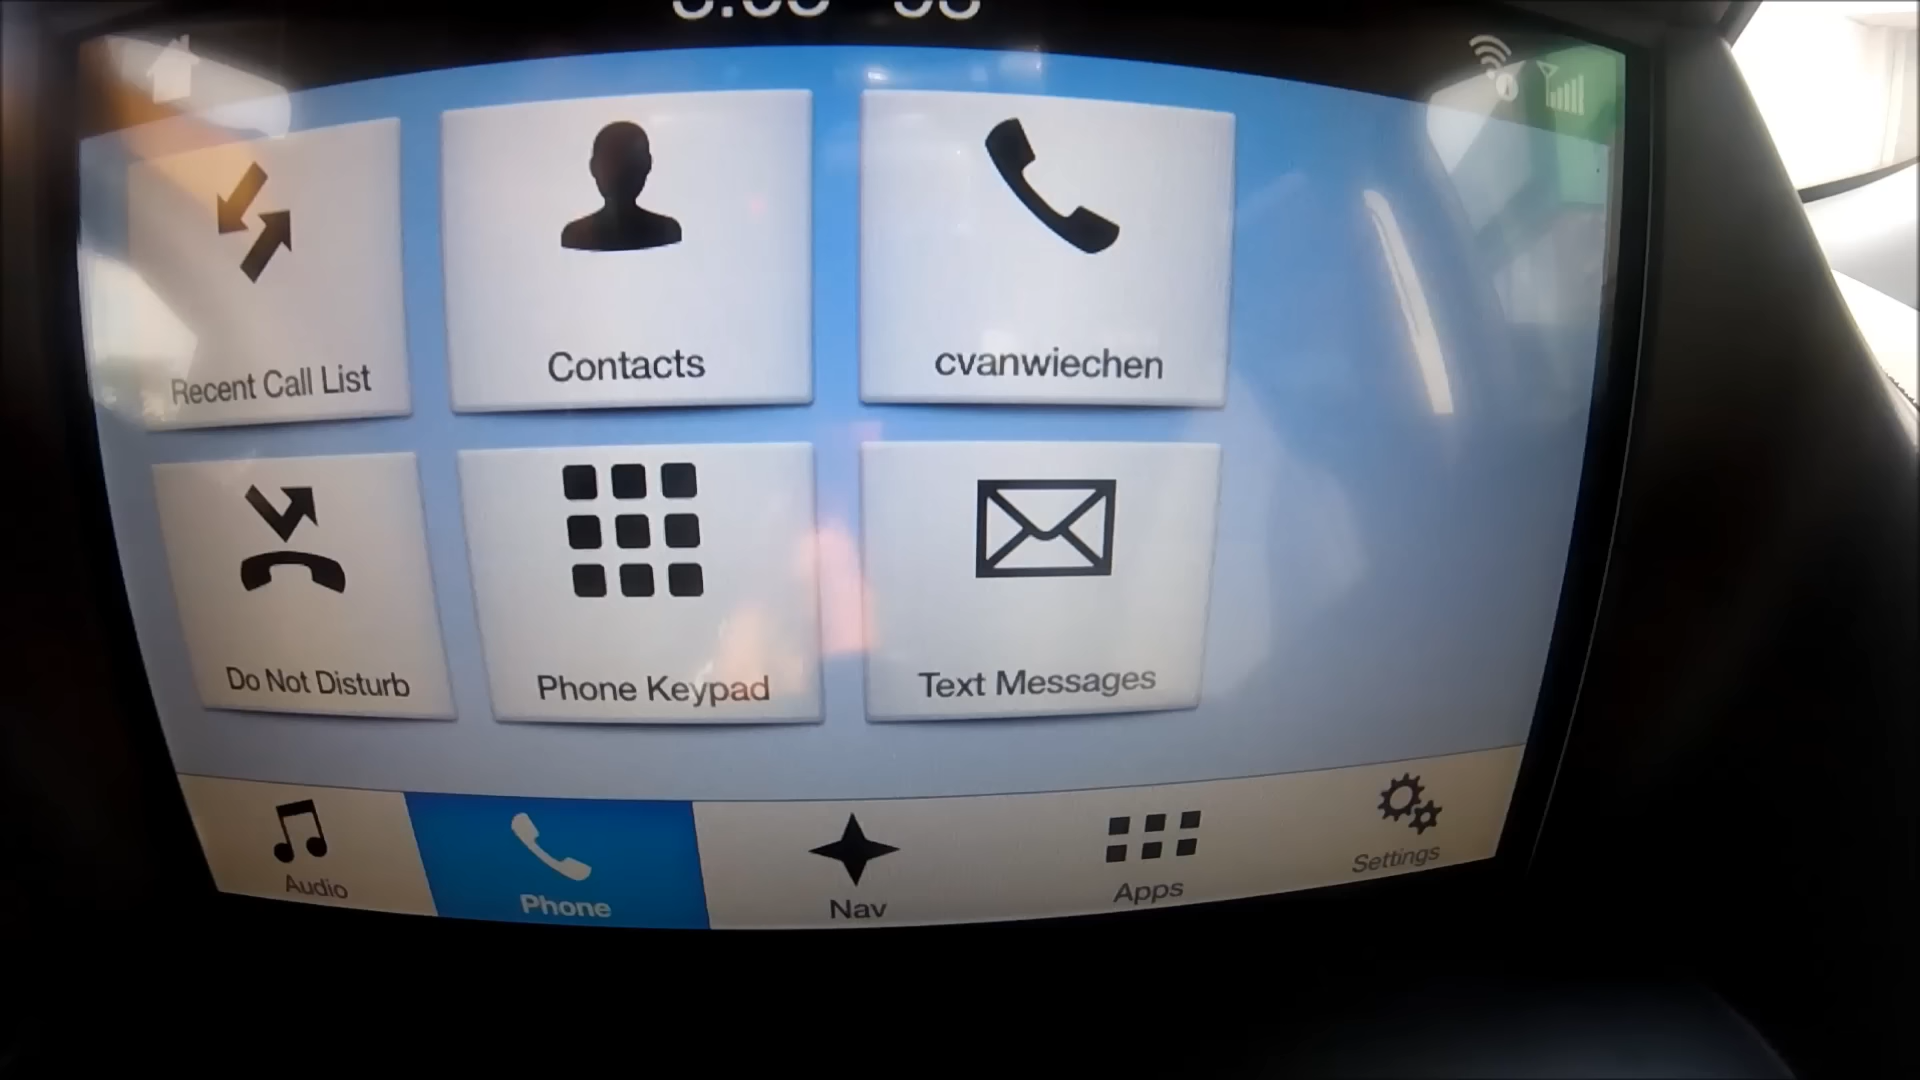 Recent Call List
Contacts
cvanwiechen
Do Not Disturb
Phone Keypad
Text Messages
Audio
Phone
Nav
Apps
Settings